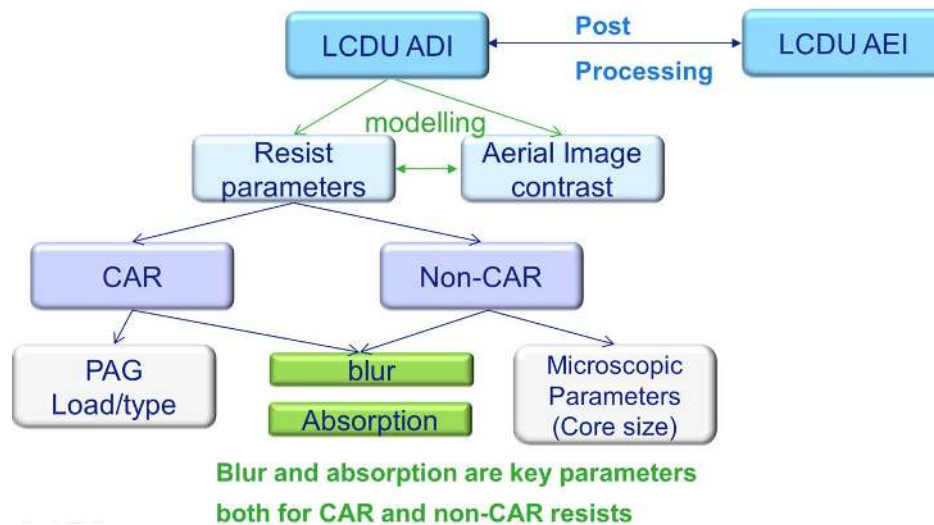 LCDU ADI
Post
Processing
LCDU AEI
modelling
Resist
parameters
Aerial Image
contrast
CAR
Non-CAR
PAG
Load/type
blur
Absorption
Microscopic
Parameters
(Core size)
Blur and absorption are key parameters
both for CAR and non-CAR resists